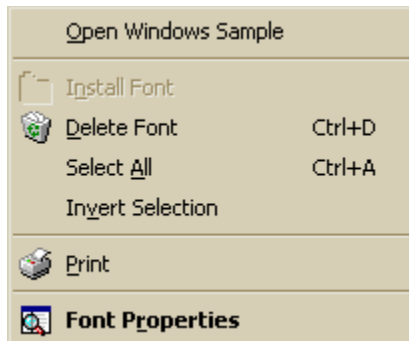 Open Windows Sample
Install Font
Delete Font Ctrl+D
Select All Ctrl+A
Invert Selection
Print
Font Properties